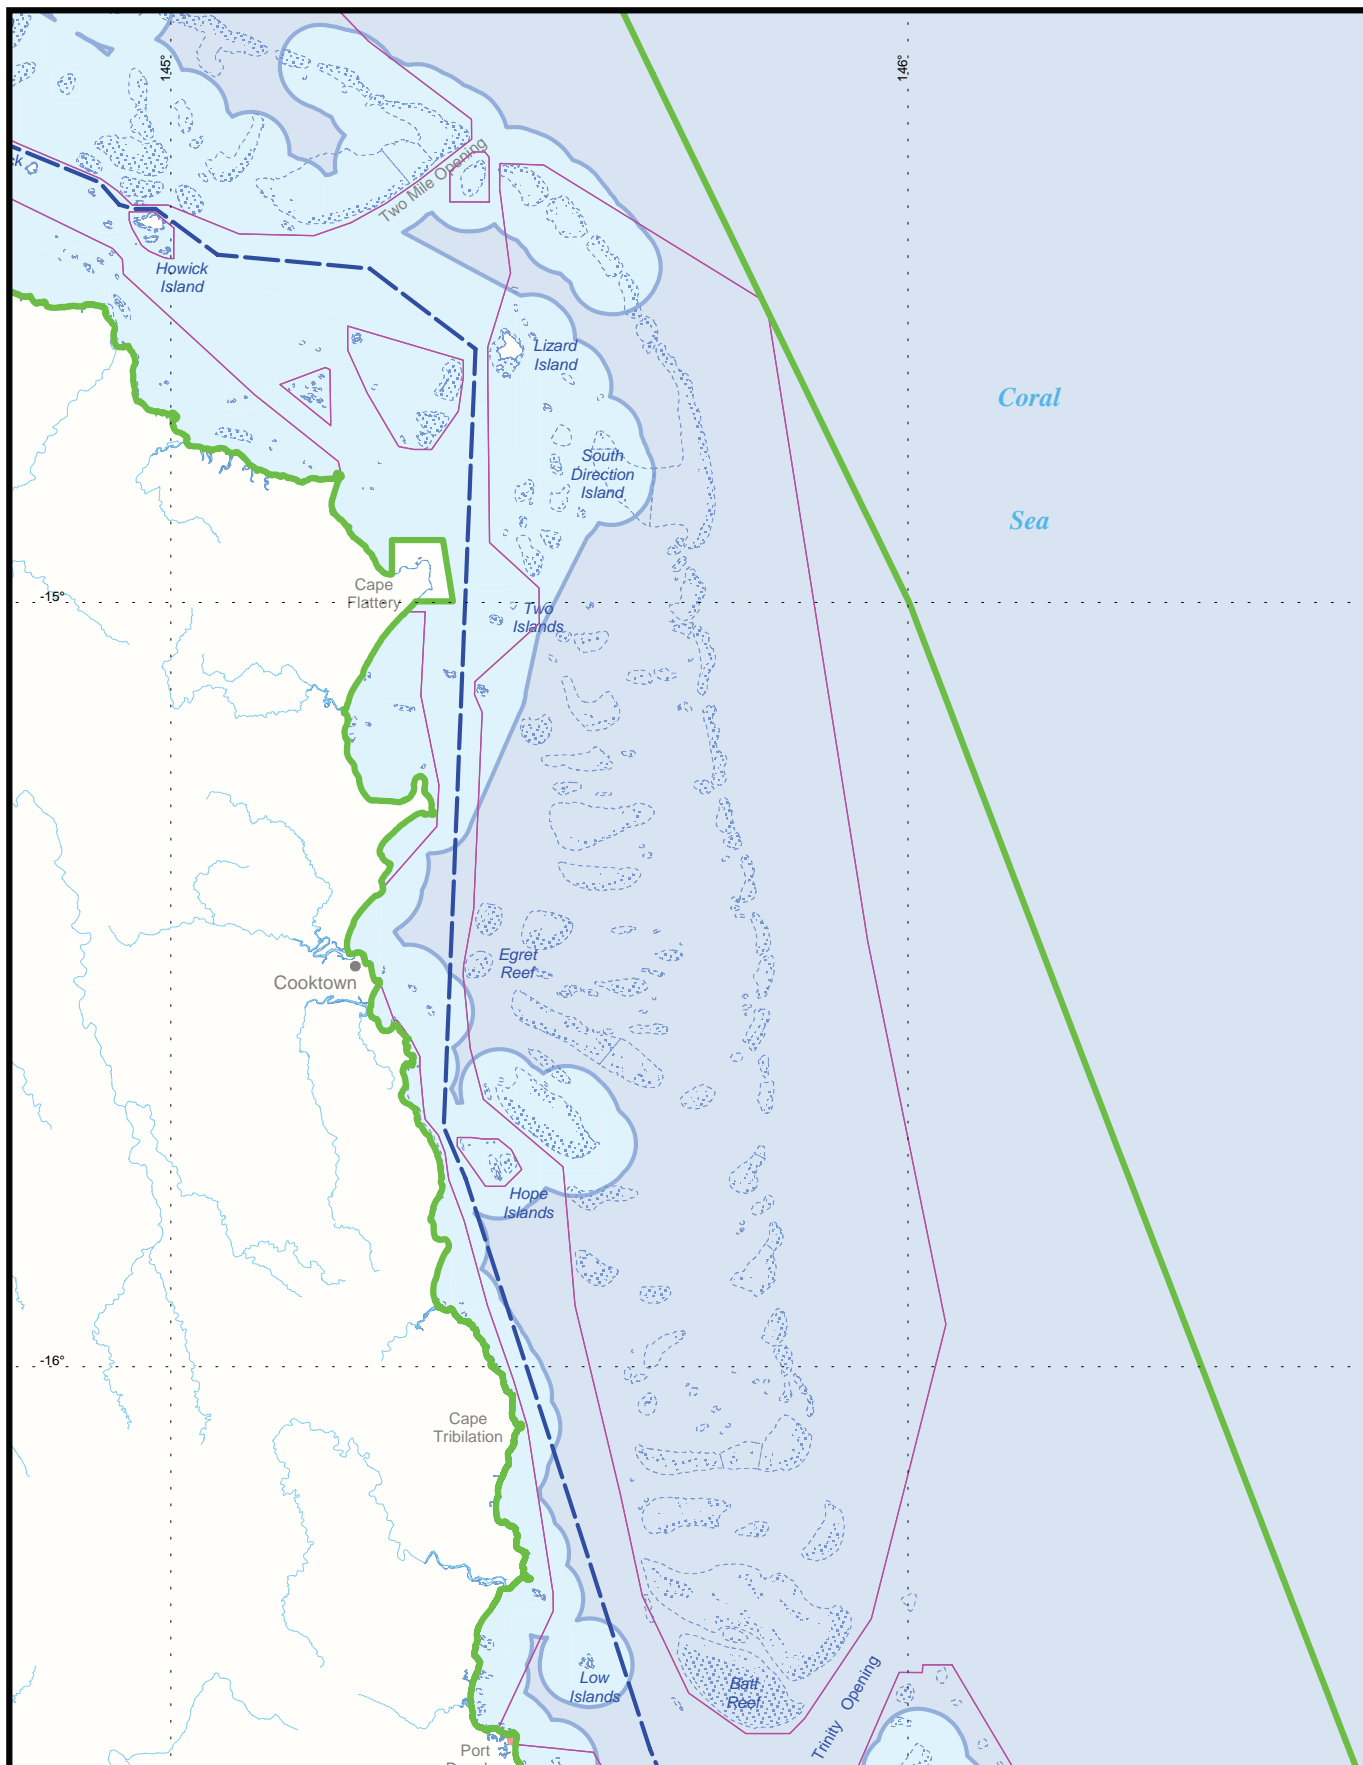 145°
146°
ck
Two Mile Opening
Howick
Island
Lizard
Island
Coral
South
Direction
Island
Sea
Cape
Flattery
-15°
Two
Islands
Egret
Reef
Cooktown
Hope
Islands
-16°
Cape
Tribilation
Low
Islands
Batt
Reef
Trinity Opening
Port